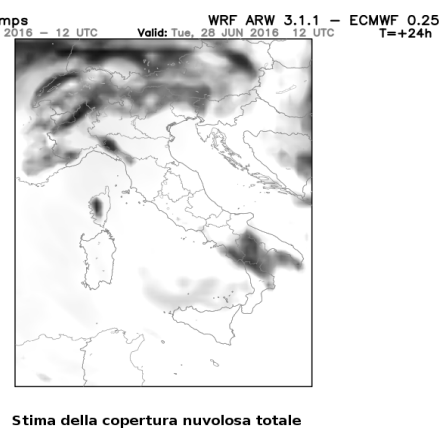 mps WRF ARW 3.1.1 – ECMWF 0.25
2016 – 12 UTC Valid: Tue, 28 JUN 2016 12 UTC T=+24h
Stima della copertura nuvolosa totale